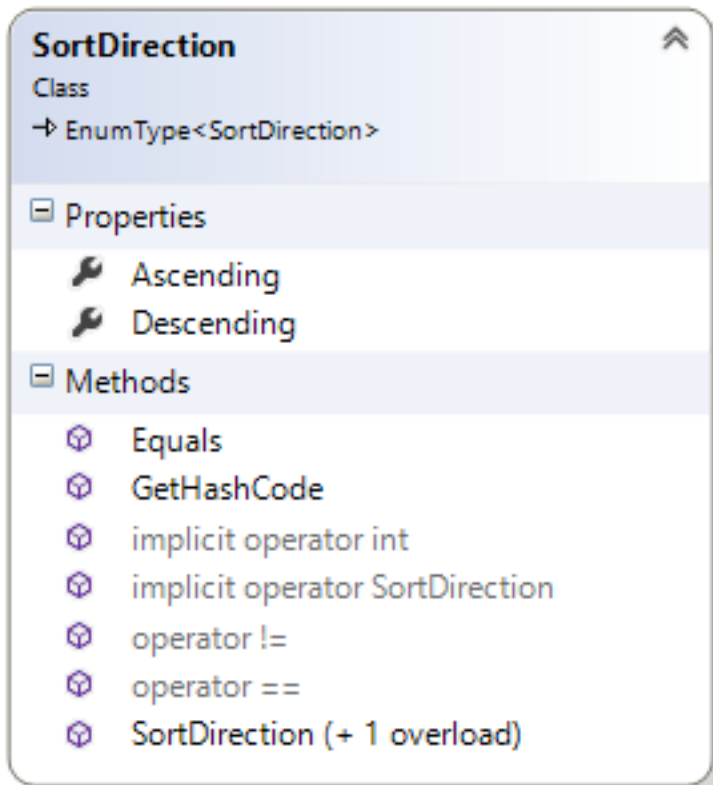 SortDirection
Class
EnumType<SortDirection>
Properties
Ascending
Descending
Methods
Equals
GetHashCode
implicit operator int
implicit operator SortDirection
operator !=
operator ==
SortDirection (+ 1 overload)